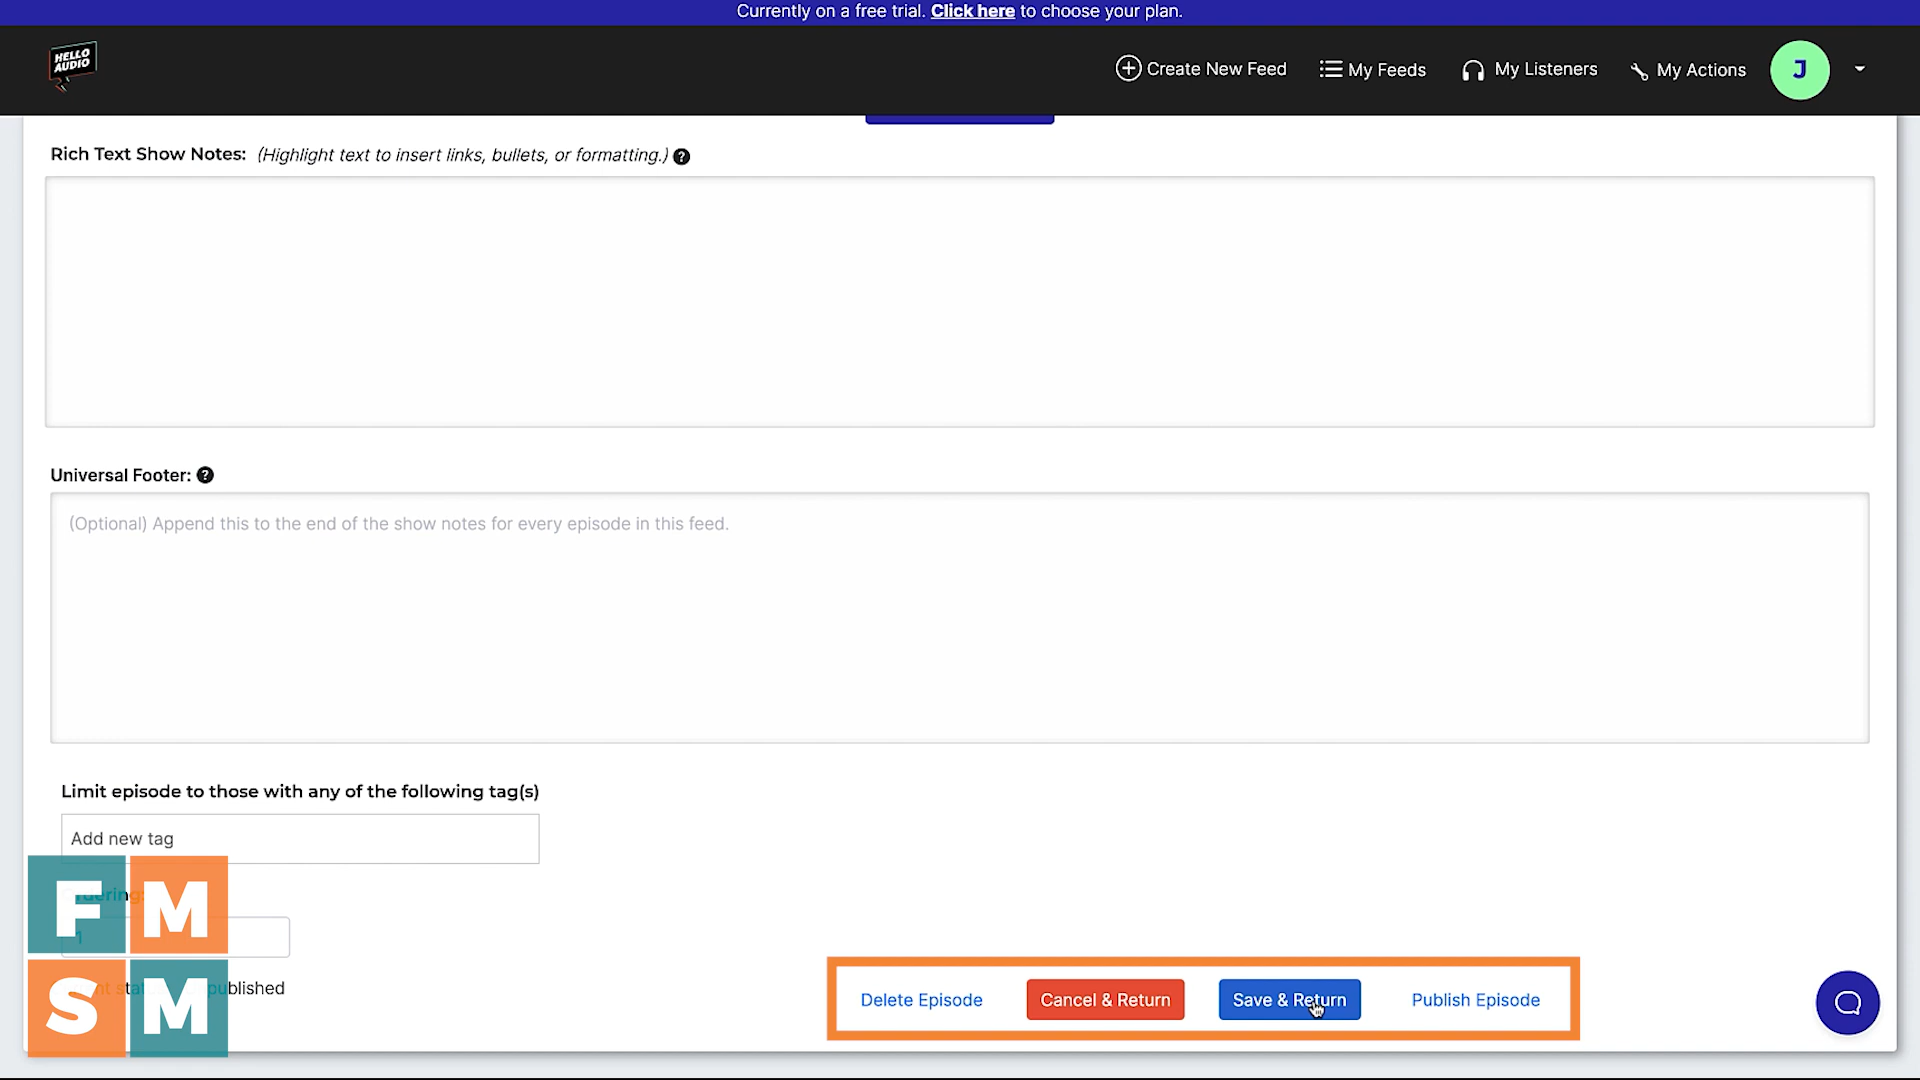 Currently on a free trial. Click here to choose your plan.
HELLO
AUDIO
Create New Feed
My Feeds
My Listeners
My Actions
J
Rich Text Show Notes: (Highlight text to insert links, bullets, or formatting.) ?
Universal Footer: ?
(Optional) Append this to the end of the show notes for every episode in this feed.
Limit episode to those with any of the following tag(s)
Add new tag
Ordering:
1
F M
S M
Delete Episode
Cancel & Return
Save & Return
Publish Episode